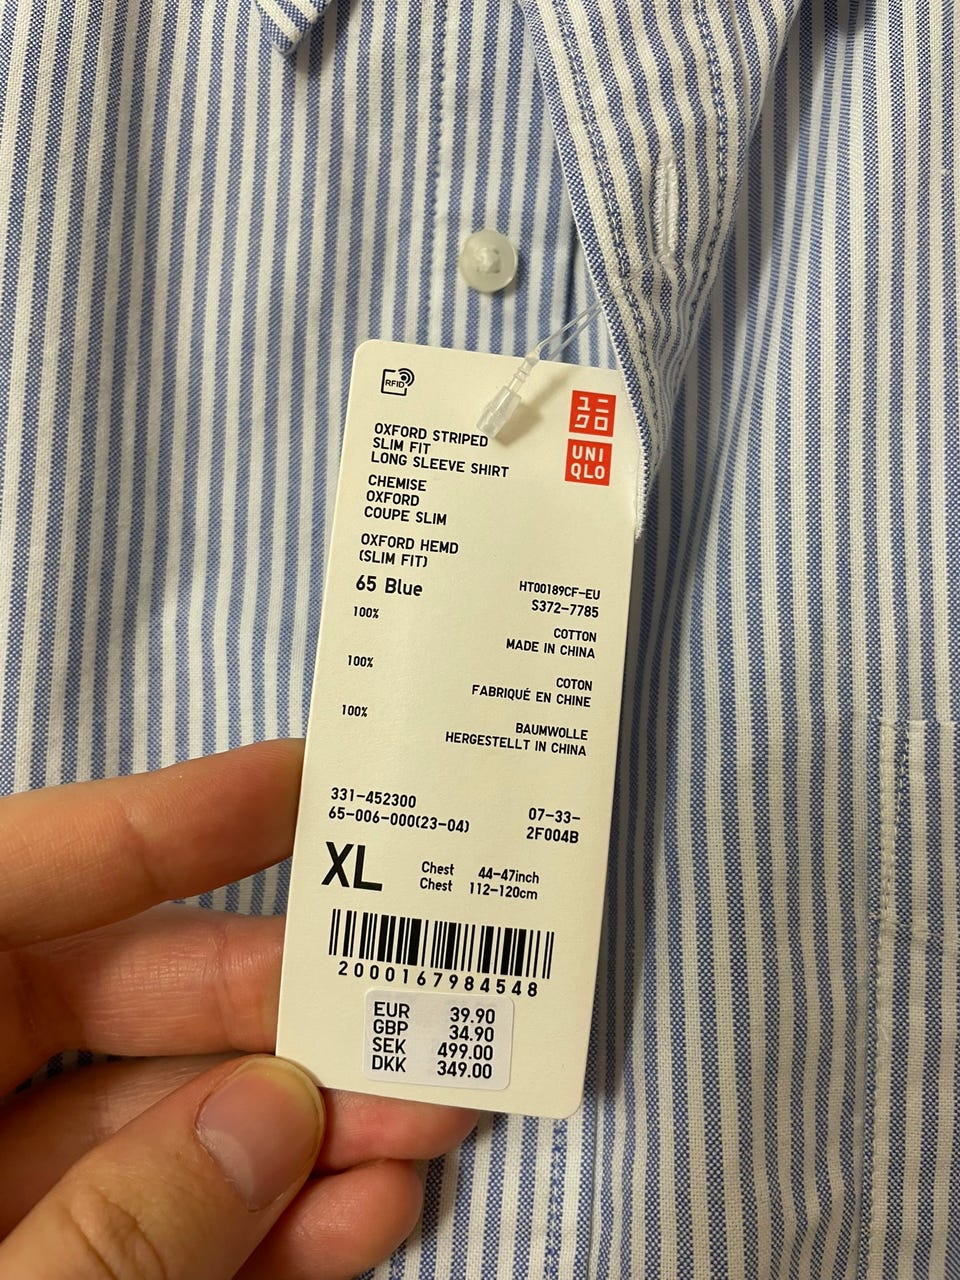 RFID
ユニ
クロ
UNI
QLO
OXFORD STRIPED
SLIM FIT
LONG SLEEVE SHIRT
CHEMISE
OXFORD
COUPE SLIM
OXFORD HEMD
(SLIM FIT)
65 Blue
HT00189CF-EU
S372-7785
100% COTTON
MADE IN CHINA
100% COTON
FABRIQUÉ EN CHINE
100% BAUMWOLLE
HERGESTELLT IN CHINA
331-452300 07-33-
65-006-000(23-04) 2F004B
XL
Chest 44-47inch
Chest 112-120cm
2000167984548
EUR 39.90
GBP 34.90
SEK 499.00
DKK 349.00